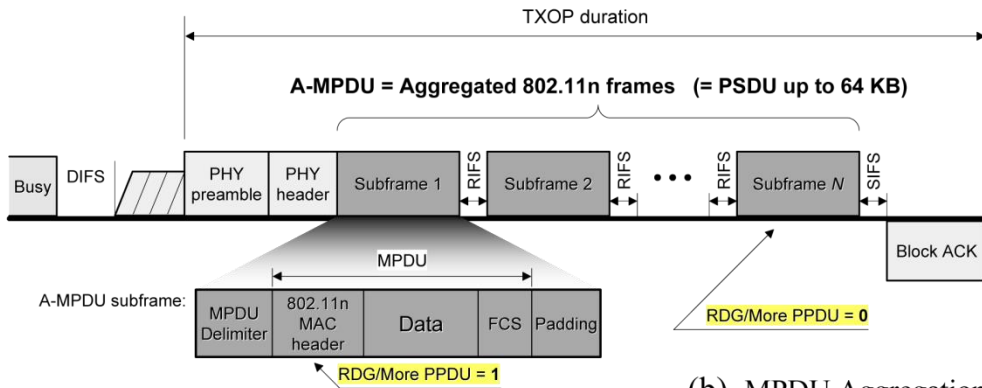 TXOP duration
A-MPDU = Aggregated 802.11n frames (= PSDU up to 64 KB)
Busy
DIFS
PHY
preamble
PHY
header
Subframe 1
RIFS
Subframe 2
RIFS
RIFS
Subframe N
SIFS
Block ACK
MPDU
A-MPDU subframe:
MPDU
Delimiter
802.11n
MAC
header
Data
FCS
Padding
RDG/More PPDU = 0
RDG/More PPDU = 1
(b) MPDU Aggregation